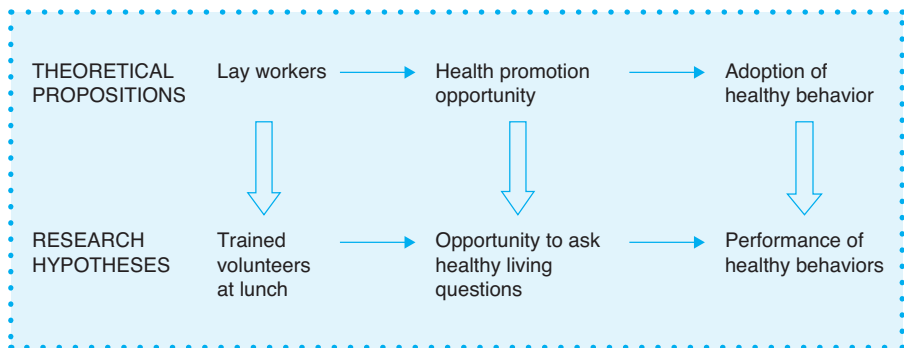 THEORETICAL
PROPOSITIONS
Lay workers
Health promotion
opportunity
Adoption of
healthy behavior
RESEARCH
HYPOTHESES
Trained
volunteers
at lunch
Opportunity to ask
healthy living
questions
Performance of
healthy behaviors